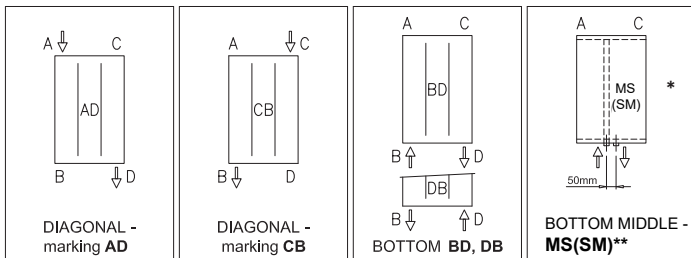 A C
AD
B D
DIAGONAL -
marking AD
A C
CB
B D
DIAGONAL -
marking CB
A C
BD
B D
DB
B D
BOTTOM BD, DB
A C
MS
(SM)
*
50mm
BOTTOM MIDDLE -
MS(SM)**